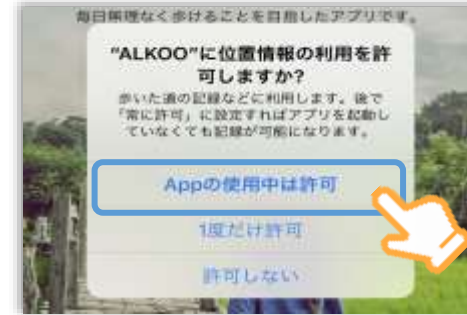 毎日無理なく歩けることを目指したアプリです。
"ALKOO"に位置情報の利用を許
可しますか?
歩いた道の記録などに利用します。後で
「常に許可」に設定すればアプリを起動し
ていなくても記録が可能になります。
Appの使用中は許可
1度だけ許可
許可しない